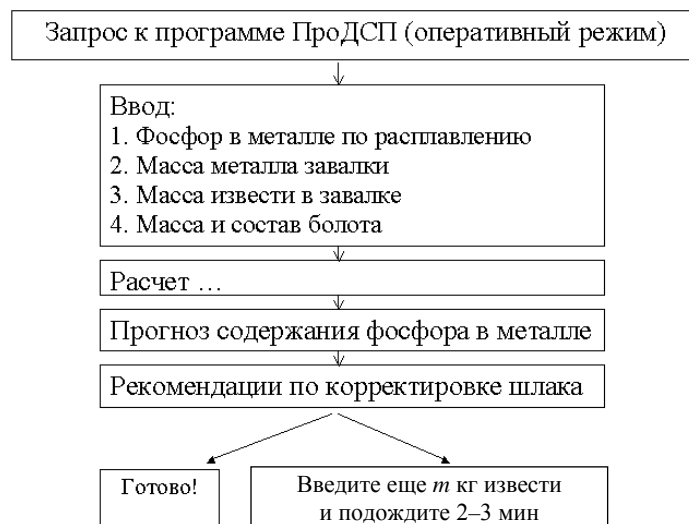 Запрос к программе ПроДСП (оперативный режим)
Ввод:
1. Фосфор в металле по расплавлению
2. Масса металла завалки
3. Масса извести в завалке
4. Масса и состав болота
Расчет …
Прогноз содержания фосфора в металле
Рекомендации по корректировке шлака
Готово!
Введите еще m кг извести
и подождите 2–3 мин